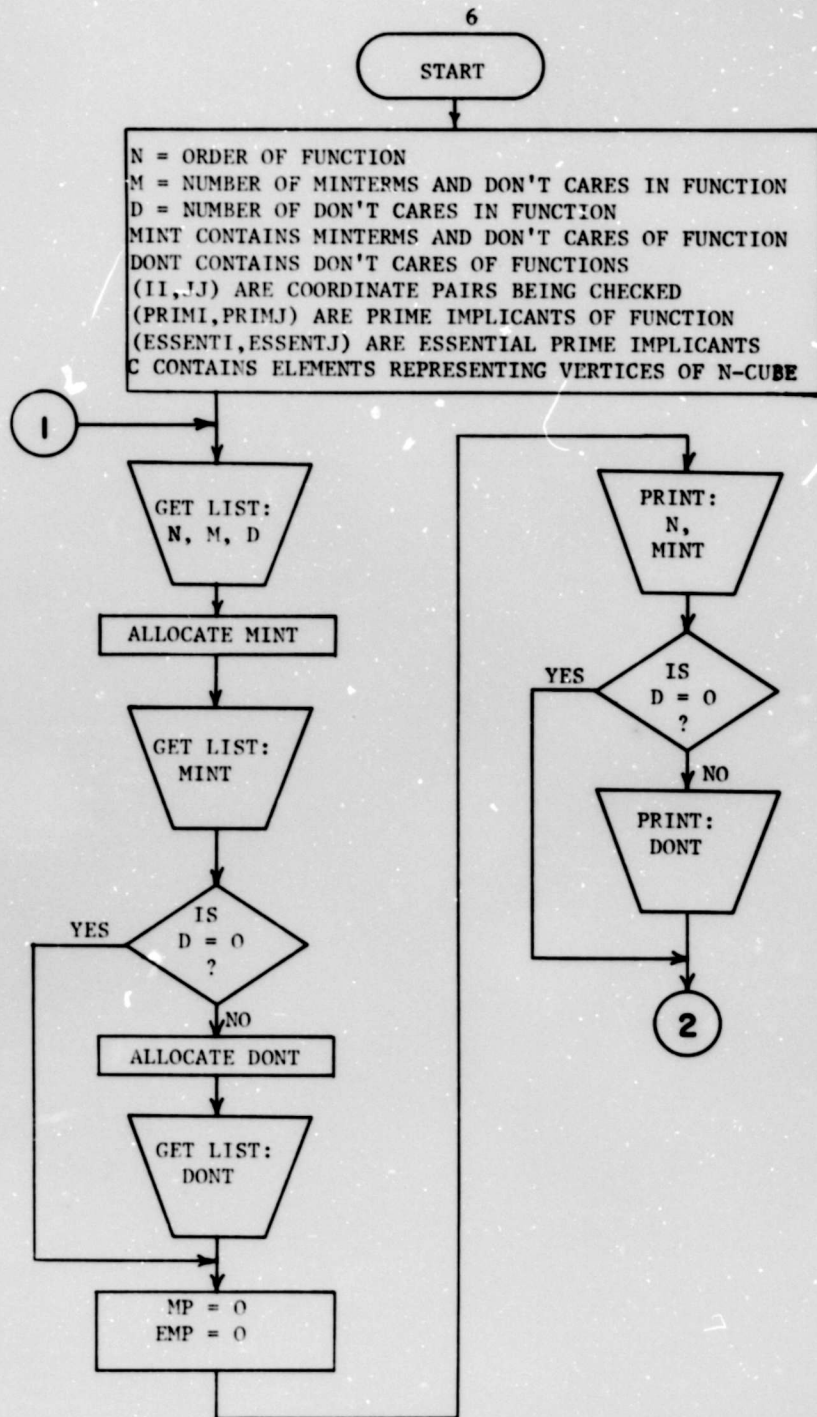 6
START
N = ORDER OF FUNCTION
M = NUMBER OF MINTERMS AND DON'T CARES IN FUNCTION
D = NUMBER OF DON'T CARES IN FUNCTION
MINT CONTAINS MINTERMS AND DON'T CARES OF FUNCTION
DONT CONTAINS DON'T CARES OF FUNCTIONS
(II,JJ) ARE COORDINATE PAIRS BEING CHECKED
(PRIMI,PRIMJ) ARE PRIME IMPLICANTS OF FUNCTION
(ESSENTI,ESSENTJ) ARE ESSENTIAL PRIME IMPLICANTS
C CONTAINS ELEMENTS REPRESENTING VERTICES OF N-CUBE
1
GET LIST:
N, M, D
ALLOCATE MINT
GET LIST:
MINT
YES
IS
D = 0
?
NO
ALLOCATE DONT
GET LIST:
DONT
MP = 0
EMP = 0
PRINT:
N,
MINT
YES
IS
D = 0
?
NO
PRINT:
DONT
2